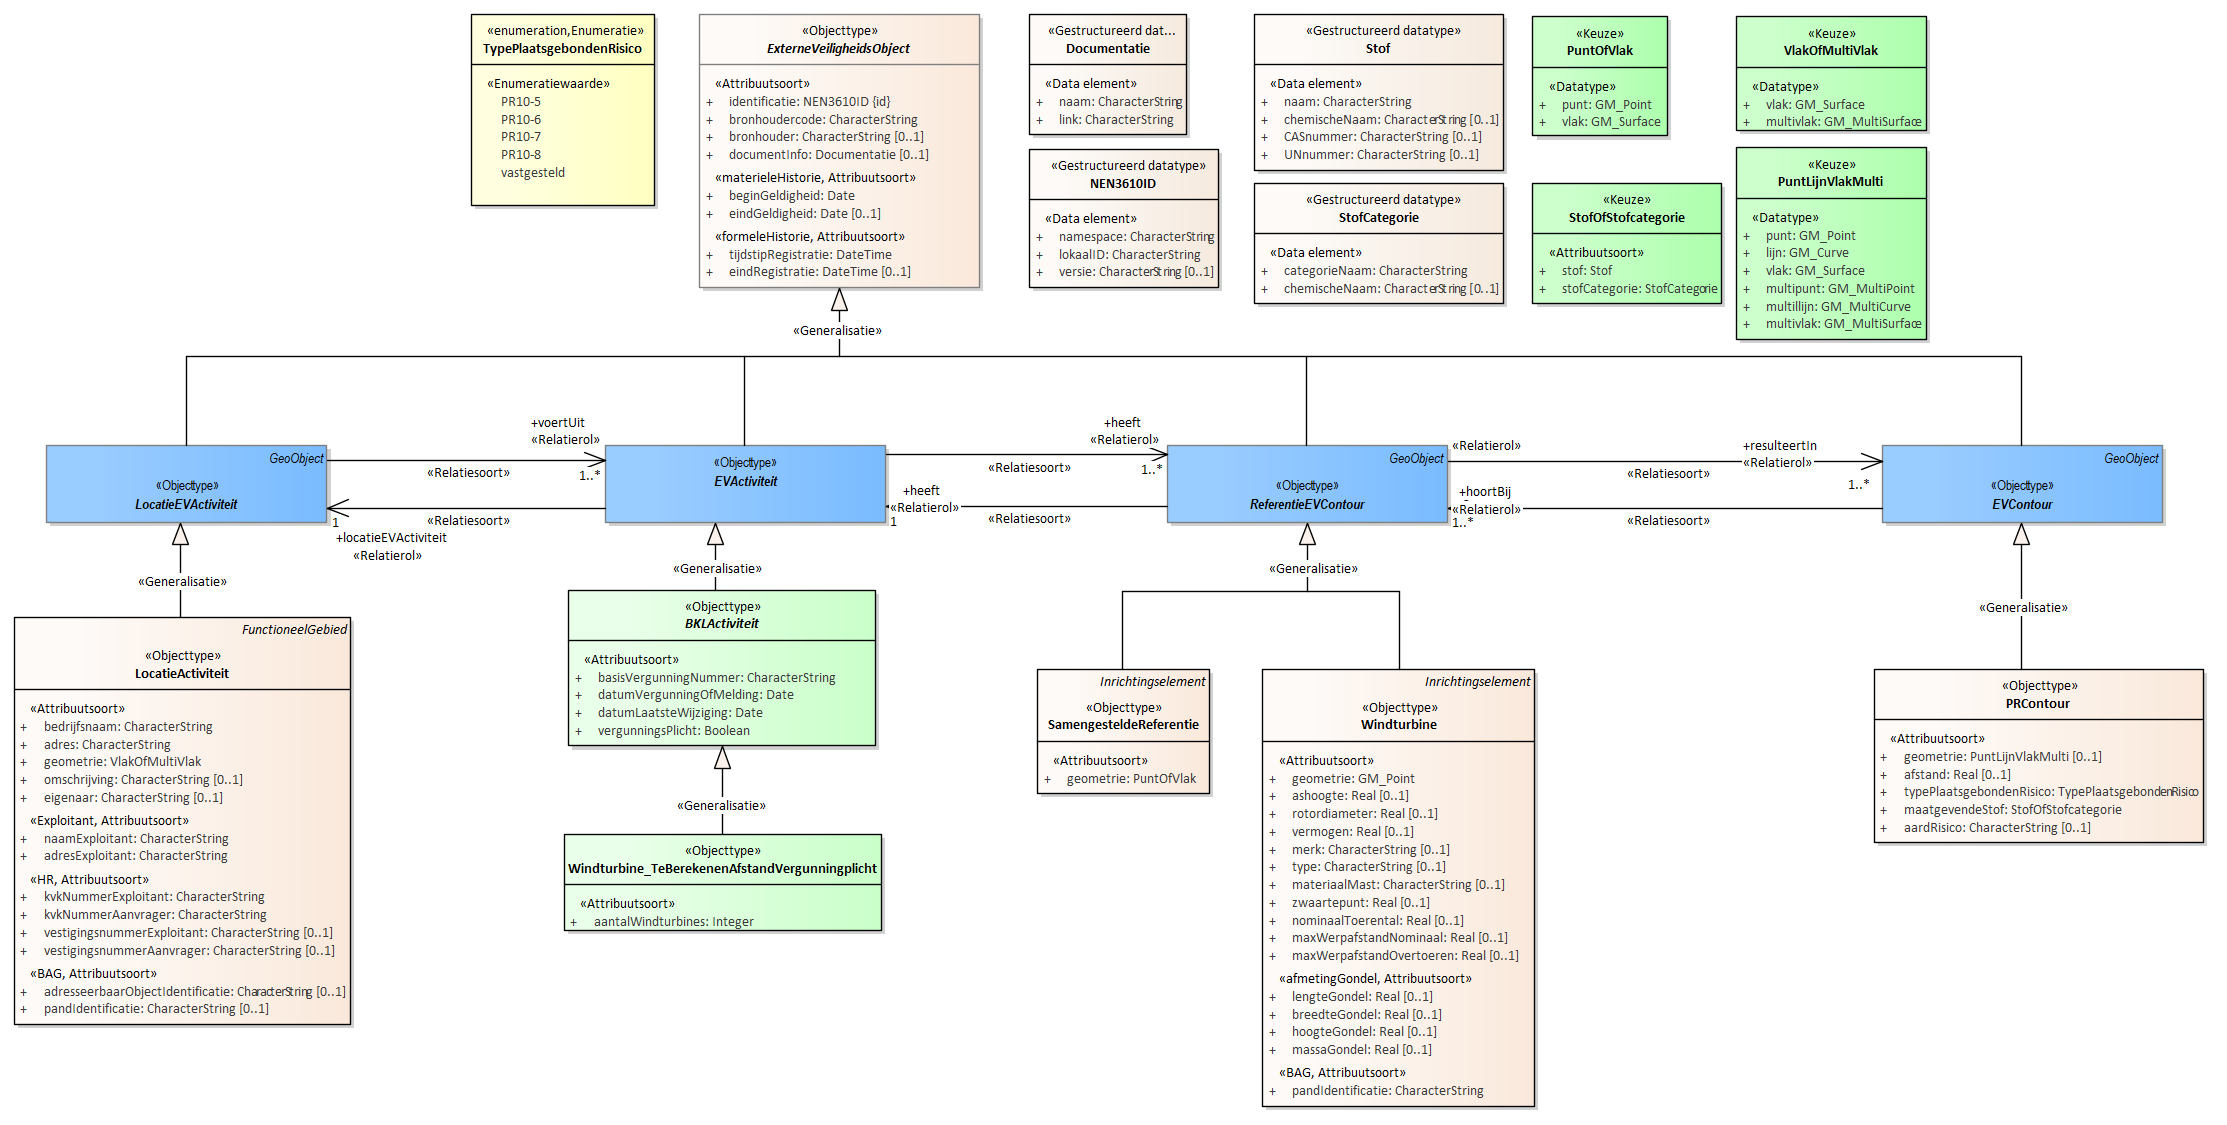 «enumeration,Enumeratie»
TypePlaatsgebondenRisico
«Enumeratiewaarde»
PR10-5
PR10-6
PR10-7
PR10-8
vastgesteld
«Objecttype»
ExterneVeiligheidsObject
«Attribuutsoort»
+ identificatie: NEN3610ID {id}
+ bronhoudercode: CharacterString
+ bronhouder: CharacterString [0..1]
+ documentInfo: Documentatie [0..1]
«materieleHistorie, Attribuutsoort»
+ beginGeldigheid: Date
+ eindGeldigheid: Date [0..1]
«formeleHistorie, Attribuutsoort»
+ tijdstipRegistratie: DateTime
+ eindRegistratie: DateTime [0..1]
«Gestructureerd dat...
Documentatie
«Data element»
+ naam: CharacterString
+ link: CharacterString
«Gestructureerd datatype»
NEN3610ID
«Data element»
+ namespace: CharacterString
+ lokaalID: CharacterString
+ versie: CharacterString [0..1]
«Gestructureerd datatype»
Stof
«Data element»
+ naam: CharacterString
+ chemischeNaam: CharacterString [0..1]
+ CASnummer: CharacterString [0..1]
+ UNnummer: CharacterString [0..1]
«Gestructureerd datatype»
StofCategorie
«Data element»
+ categorieNaam: CharacterString
+ chemischeNaam: CharacterString [0..1]
«Keuze»
PuntOfVlak
«Datatype»
+ punt: GM_Point
+ vlak: GM_Surface
«Keuze»
StofOfStofcategorie
«Attribuutsoort»
+ stof: Stof
+ stofCategorie: StofCategorie
«Keuze»
VlakOfMultiVlak
«Datatype»
+ vlak: GM_Surface
+ multivlak: GM_MultiSurface
«Keuze»
PuntLijnVlakMulti
«Datatype»
+ punt: GM_Point
+ lijn: GM_Curve
+ vlak: GM_Surface
+ multipunt: GM_MultiPoint
+ multillijn: GM_MultiCurve
+ multivlak: GM_MultiSurface
«Generalisatie»
GeoObject
«Objecttype»
LocatieEVActiviteit
+voertUit
«Relatierol»
«Relatiesoort»
1..*
«Relatiesoort»
1
+locatieEVActiviteit
«Relatierol»
«Objecttype»
EVActiviteit
+heeft
«Relatierol»
«Relatiesoort»
1..*
+heeft
«Relatierol»
1
«Relatiesoort»
GeoObject
«Objecttype»
ReferentieEVContour
«Relatierol»
+resulteertIn
«Relatierol»
«Relatiesoort»
1..*
+hoortBij
«Relatierol»
1..*
«Relatiesoort»
GeoObject
«Objecttype»
EVContour
«Generalisatie»
FunctioneelGebied
«Objecttype»
LocatieActiviteit
«Attribuutsoort»
+ bedrijfsnaam: CharacterString
+ adres: CharacterString
+ geometrie: VlakOfMultiVlak
+ omschrijving: CharacterString [0..1]
+ eigenaar: CharacterString [0..1]
«Exploitant, Attribuutsoort»
+ naamExploitant: CharacterString
+ adresExploitant: CharacterString
«HR, Attribuutsoort»
+ kvkNummerExploitant: CharacterString
+ kvkNummerAanvrager: CharacterString
+ vestigingsnummerExploitant: CharacterString [0..1]
+ vestigingsnummerAanvrager: CharacterString [0..1]
«BAG, Attribuutsoort»
+ adresseerbaarObjectIdentificatie: CharacterString [0..1]
+ pandIdentificatie: CharacterString [0..1]
«Generalisatie»
«Objecttype»
BKLActiviteit
«Attribuutsoort»
+ basisVergunningNummer: CharacterString
+ datumVergunningOfMelding: Date
+ datumLaatsteWijziging: Date
+ vergunningsPlicht: Boolean
«Generalisatie»
«Objecttype»
Windturbine_TeBerekenenAfstandVergunningplicht
«Attribuutsoort»
+ aantalWindturbines: Integer
«Generalisatie»
Inrichtingselement
«Objecttype»
SamengesteldeReferentie
«Attribuutsoort»
+ geometrie: PuntOfVlak
Inrichtingselement
«Objecttype»
Windturbine
«Attribuutsoort»
+ geometrie: GM_Point
+ ashoogte: Real [0..1]
+ rotordiameter: Real [0..1]
+ vermogen: Real [0..1]
+ merk: CharacterString [0..1]
+ type: CharacterString [0..1]
+ materiaalMast: CharacterString [0..1]
+ zwaartepunt: Real [0..1]
+ nominaalToerental: Real [0..1]
+ maxWerpafstandNominaal: Real [0..1]
+ maxWerpafstandOvertoeren: Real [0..1]
«afmetingGondel, Attribuutsoort»
+ lengteGondel: Real [0..1]
+ breedteGondel: Real [0..1]
+ hoogteGondel: Real [0..1]
+ massaGondel: Real [0..1]
«BAG, Attribuutsoort»
+ pandIdentificatie: CharacterString
«Generalisatie»
«Objecttype»
PRContour
«Attribuutsoort»
+ geometrie: PuntLijnVlakMulti [0..1]
+ afstand: Real [0..1]
+ typePlaatsgebondenRisico: TypePlaatsgebondenRisico
+ maatgevendeStof: StofOfStofcategorie
+ aardRisico: CharacterString [0..1]